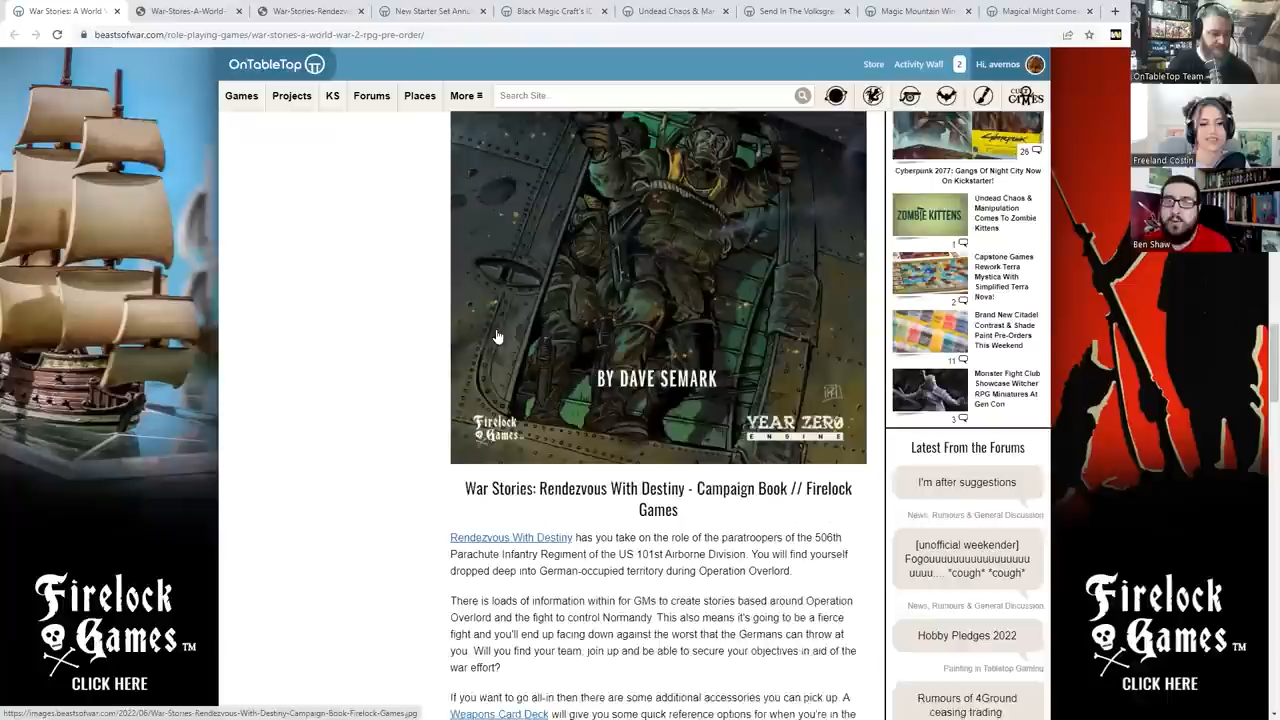 War Stories: A World V
War-Stores-A-World-
War-Stories-Rendezv
New Starter Set Annu
Black Magic Craft's IC
Undead Chaos & Mar
Send In The Volksgre
Magic Mountain Win
Magical Might Come
beastsofwar.com/role-playing-games/war-stories-a-world-war-2-rpg-pre-order/
OnTableTop
Store
Activity Wall
2
Hi, avernos
Games
Projects
KS
Forums
Places
More
Search Site...
CULT OF GAMES
BY DAVE SEMARK
Firelock Games
YEAR ZERO
ENGINE
War Stories: Rendezvous With Destiny - Campaign Book // Firelock
Games
Rendezvous With Destiny has you take on the role of the paratroopers of the 506th
Parachute Infantry Regiment of the US 101st Airborne Division. You will find yourself
dropped deep into German-occupied territory during Operation Overlord.
There is loads of information within for GMs to create stories based around Operation
Overlord and the fight to control Normandy. This also means it's going to be a fierce
fight and you'll end up facing down against the worst that the Germans can throw at
you. Will you find your team, join up and be able to secure your objectives in aid of the
war effort?
If you want to go all-in then there are some additional accessories you can pick up. A
Weapons Card Deck will give you some quick reference options for when you're in the
Cyberpunk
26
Cyberpunk 2077: Gangs Of Night City Now
On Kickstarter!
ZOMBIE KITTENS
Undead Chaos &
Manipulation
Comes To Zombie
Kittens
1
Capstone Games
Rework Terra
Mystica With
Simplified Terra
Nova!
2
Brand New Citadel
Contrast & Shade
Paint Pre-Orders
This Weekend
11
Monster Fight Club
Showcase Witcher
RPG Miniatures At
Gen Con
3
Latest From the Forums
I'm after suggestions
News, Rumours & General Discussion
[unofficial weekender]
Fogouuuuuuuuuuuuuuuuu
uuuu.... *cough* *cough*
News, Rumours & General Discussion
Hobby Pledges 2022
Painting in Tabletop Gaming
Rumours of 4Ground
ceasing trading
Firelock
Games™
CLICK HERE
Firelock
Games™
CLICK HERE
OnTableTop Team
Freeland Costin
Ben Shaw
https://images.beastsofwar.com/2022/06/War-Stories-Rendezvous-With-Destiny-Campaign-Book-Firelock-Games.jpg